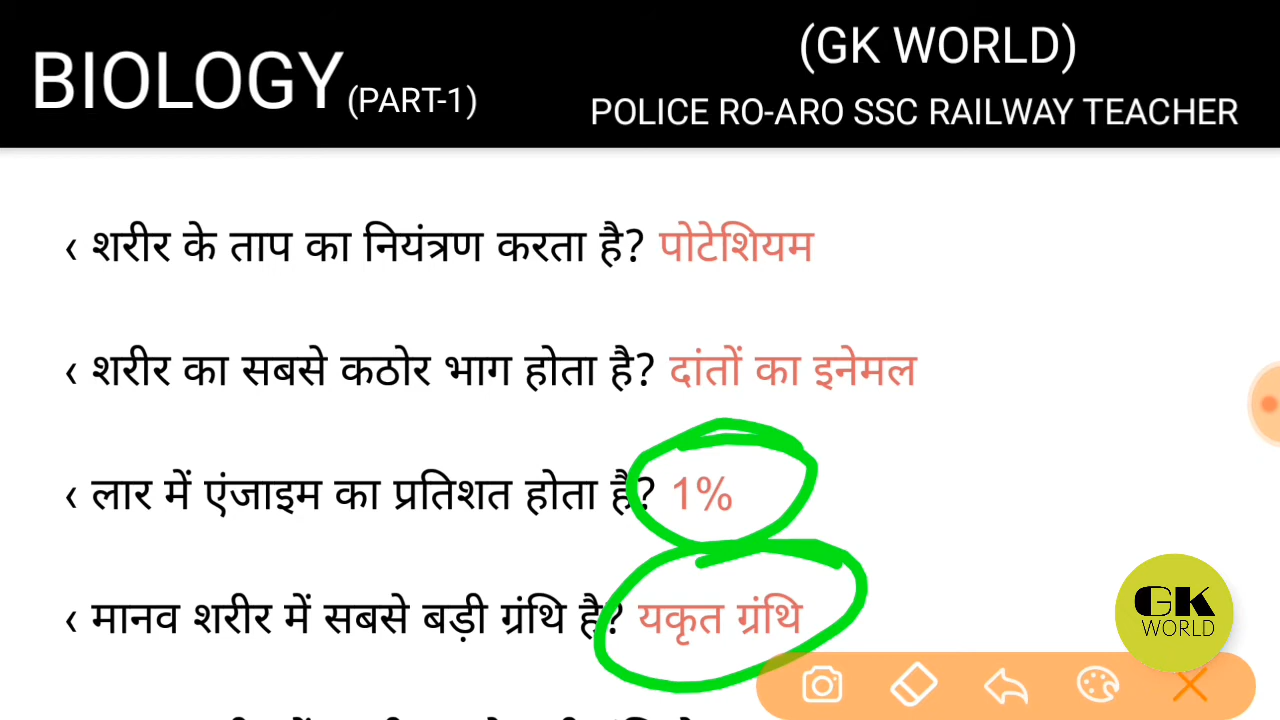 BIOLOGY (PART-1)
(GK WORLD)
POLICE RO-ARO SSC RAILWAY TEACHER
‹ शरीर के ताप का नियंत्रण करता है? पोटेशियम
‹ शरीर का सबसे कठोर भाग होता है? दांतों का इनेमल
‹ लार में एंजाइम का प्रतिशत होता है? 1%
‹ मानव शरीर में सबसे बड़ी ग्रंथि है? यकृत ग्रंथि
GK
WORLD